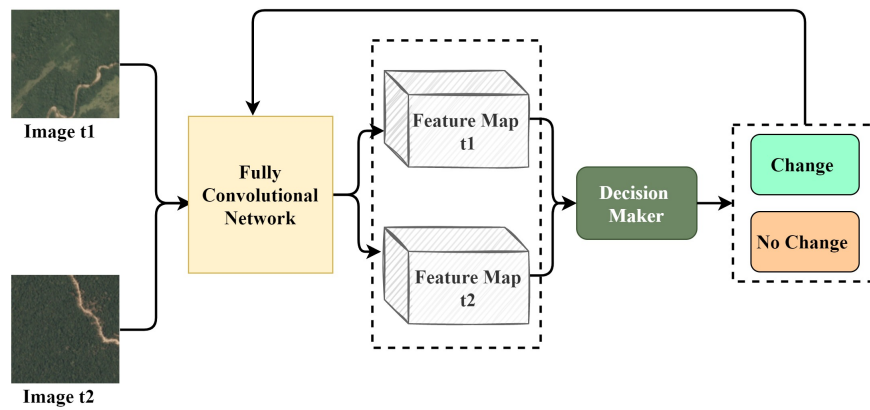 Image t1
Fully
Convolutional
Network
Feature Map
t1
Feature Map
t2
Decision
Maker
Change
No Change
Image t2